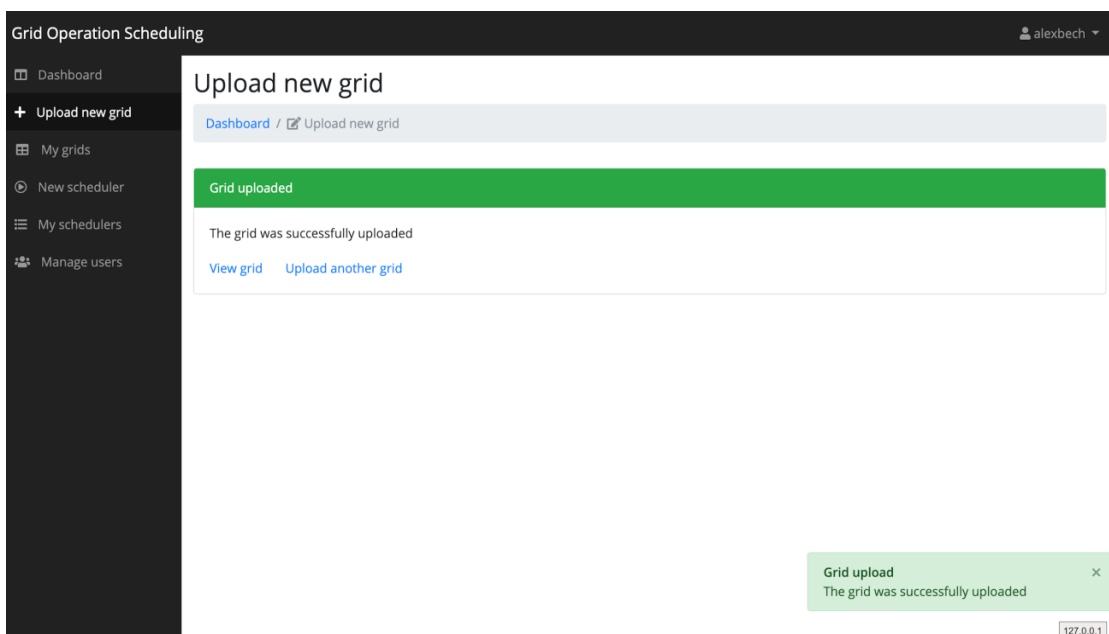 Grid Operation Scheduling
alexbech
Dashboard
Upload new grid
My grids
New scheduler
My schedulers
Manage users
Upload new grid
Dashboard / Upload new grid
Grid uploaded
The grid was successfully uploaded
View grid Upload another grid
Grid upload ×
The grid was successfully uploaded
127.0.0.1